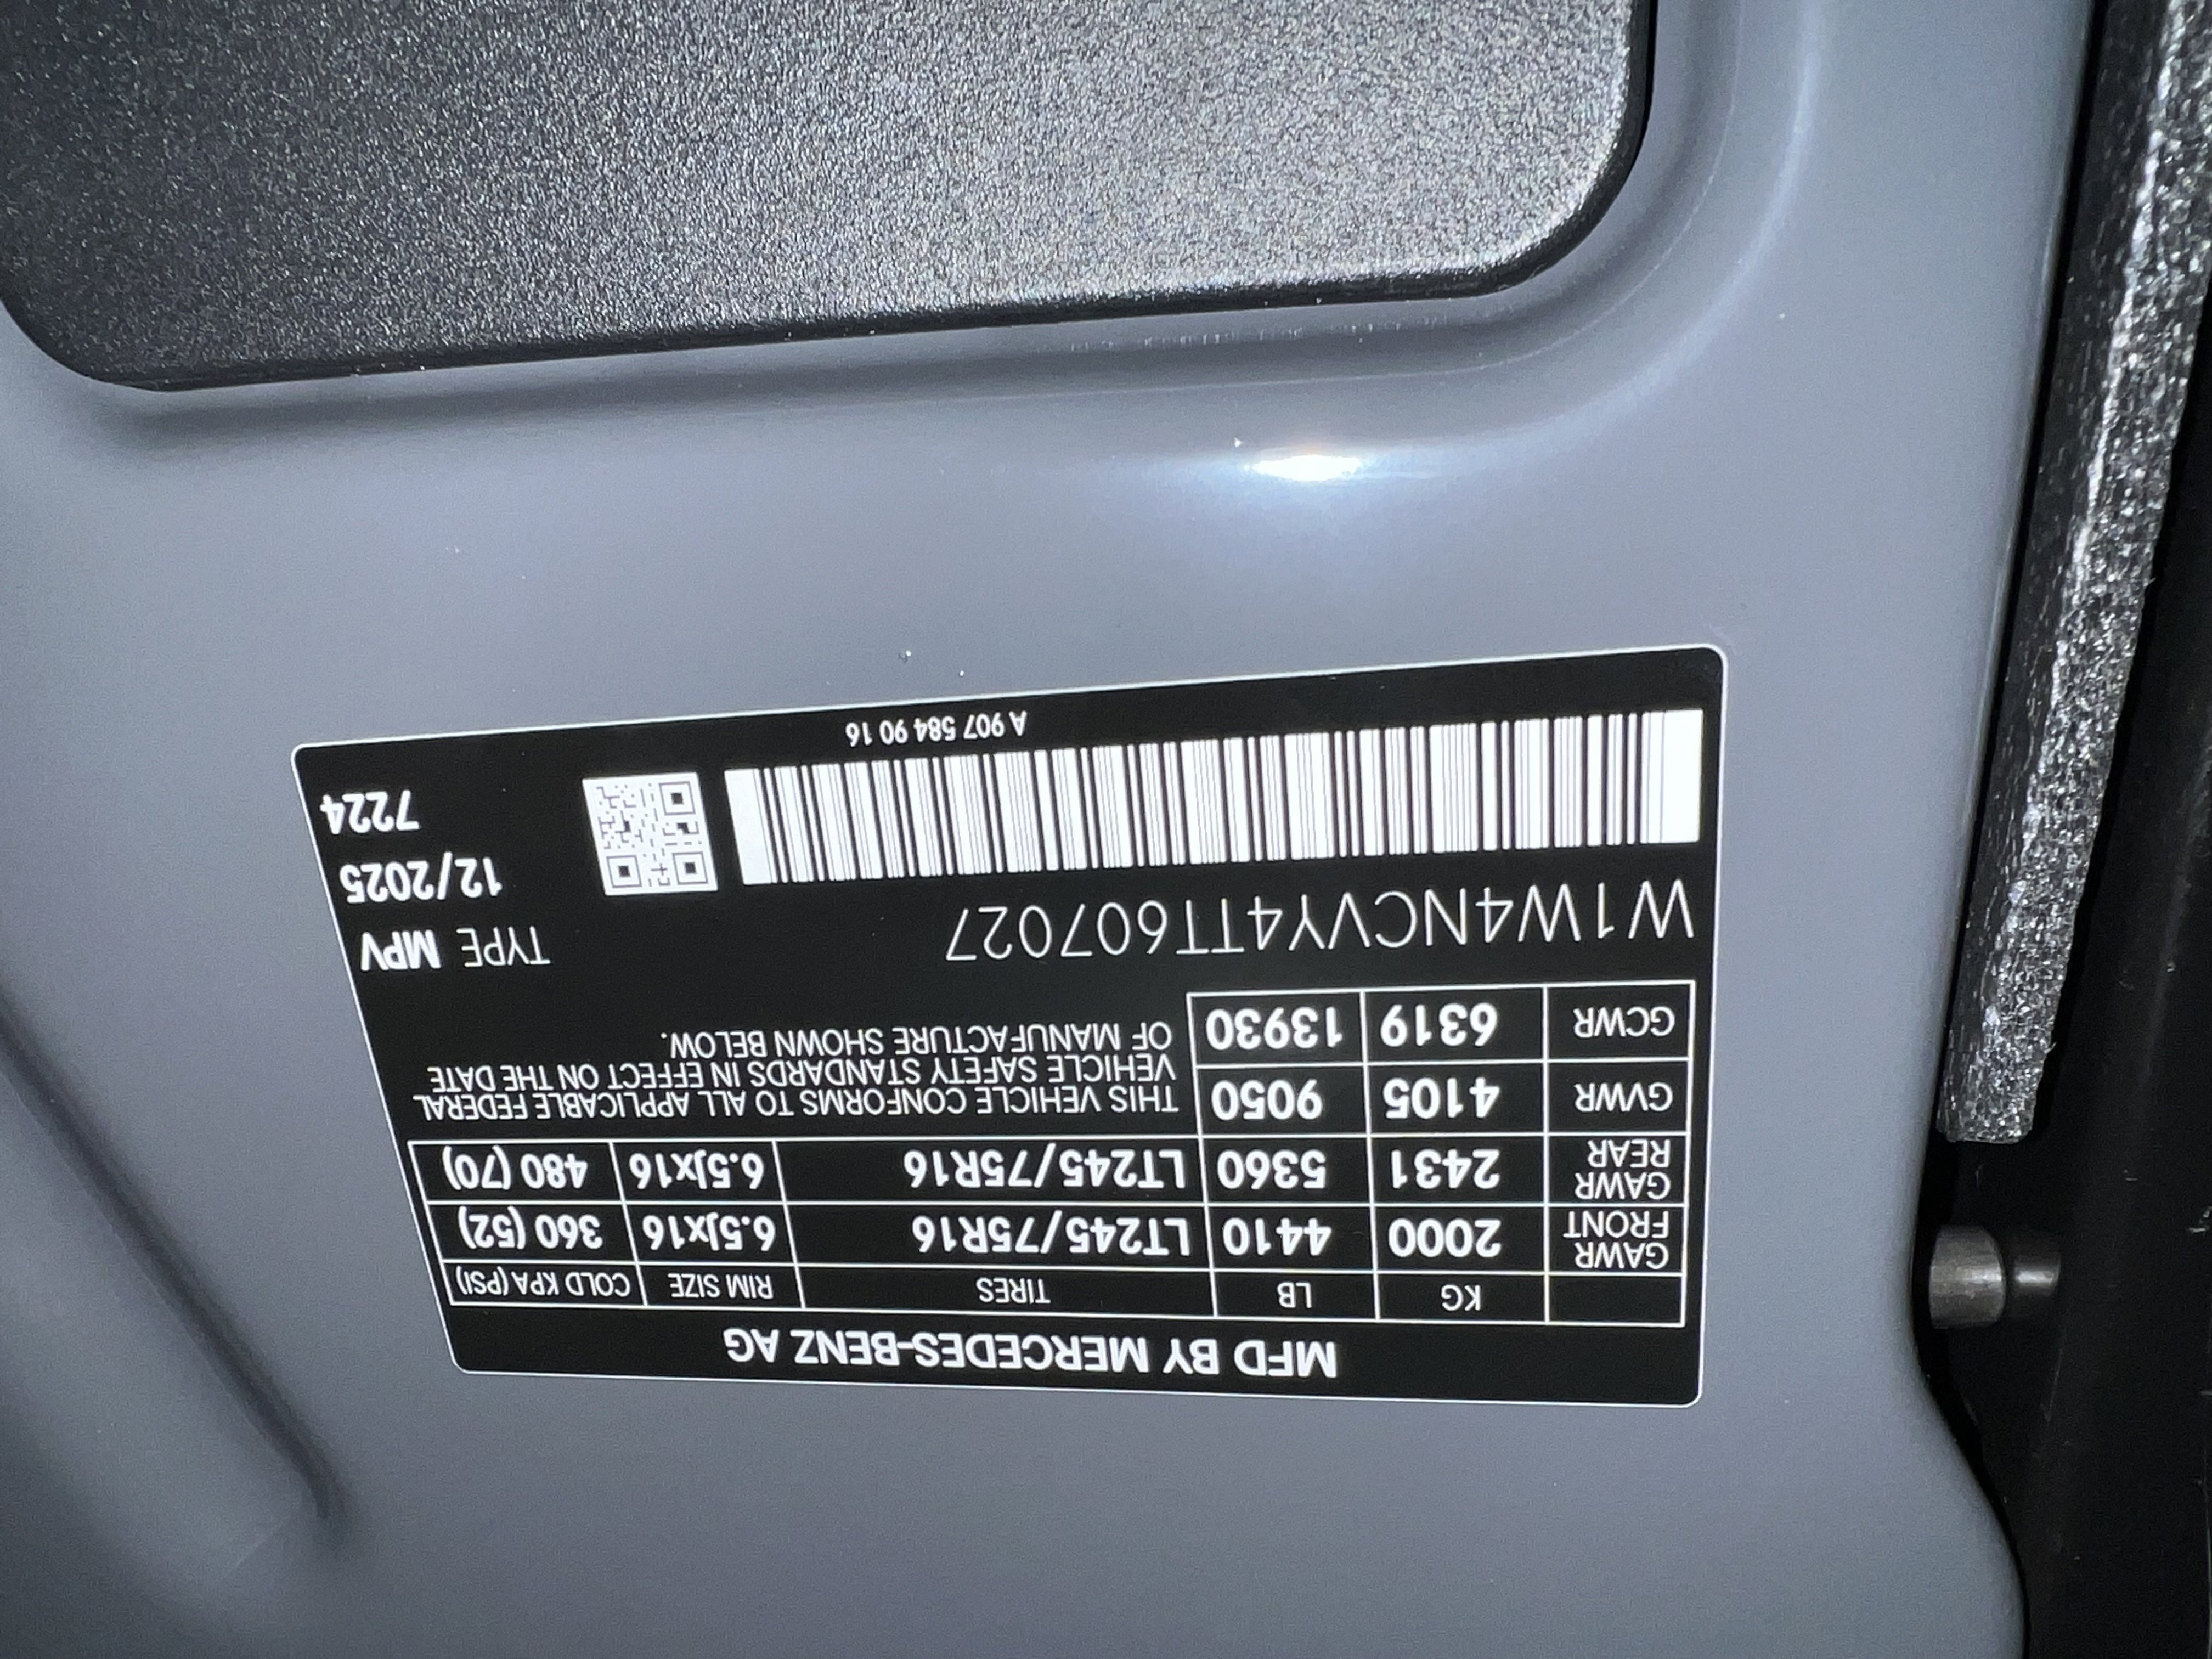 MFD BY MERCEDES-BENZ AG
KG LB TIRES RIM SIZE COLD KPA (PSI)
GAWR FRONT 2000 4410 LT245/75R16 6.5Jx16 360 (52)
GAWR REAR 2431 5360 LT245/75R16 6.5Jx16 480 (70)
GVWR 4105 9050
GCWR 6319 13930
THIS VEHICLE CONFORMS TO ALL APPLICABLE FEDERAL
VEHICLE SAFETY STANDARDS IN EFFECT ON THE DATE
OF MANUFACTURE SHOWN BELOW.
W1W4NCVY4TT607027
TYPE MPV
12/2025
7224
A 907 584 90 16